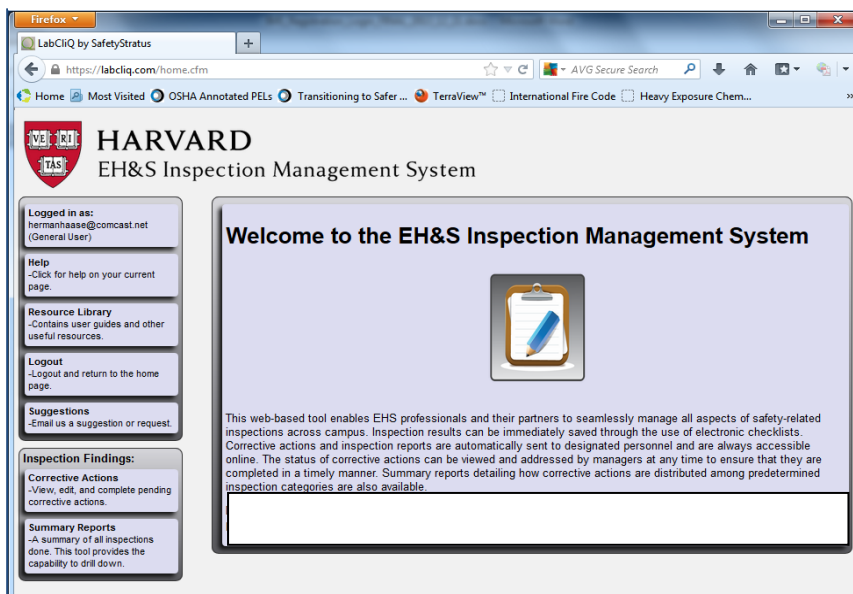 Firefox
LabCliQ by SafetyStratus
+
https://labcliq.com/home.cfm
AVG Secure Search
Home Most Visited OSHA Annotated PELs Transitioning to Safer ... TerraView™ International Fire Code Heavy Exposure Chem... »
VE RI
TAS
HARVARD
EH&S Inspection Management System
Logged in as:
hermanhaase@comcast.net
(General User)
Help
-Click for help on your current
page.
Resource Library
-Contains user guides and other
useful resources.
Logout
-Logout and return to the home
page.
Suggestions
-Email us a suggestion or request.
Inspection Findings:
Corrective Actions
-View, edit, and complete pending
corrective actions.
Summary Reports
-A summary of all inspections
done. This tool provides the
capability to drill down.
Welcome to the EH&S Inspection Management System
This web-based tool enables EHS professionals and their partners to seamlessly manage all aspects of safety-related
inspections across campus. Inspection results can be immediately saved through the use of electronic checklists.
Corrective actions and inspection reports are automatically sent to designated personnel and are always accessible
online. The status of corrective actions can be viewed and addressed by managers at any time to ensure that they are
completed in a timely manner. Summary reports detailing how corrective actions are distributed among predetermined
inspection categories are also available.